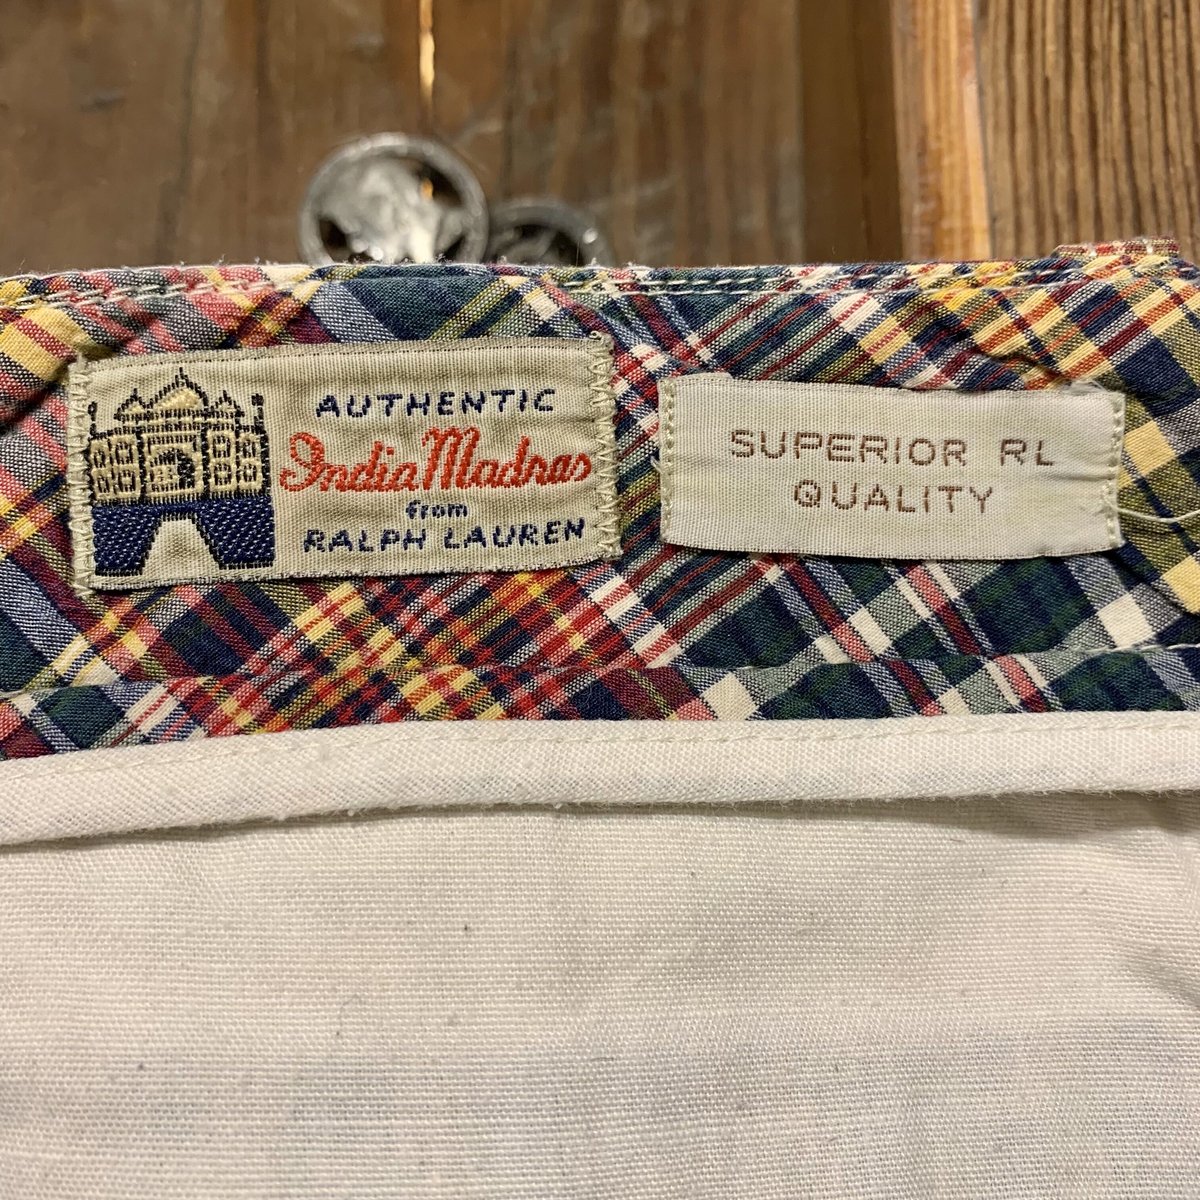 AUTHENTIC
India Madras
from
RALPH LAUREN
SUPERIOR RL
QUALITY